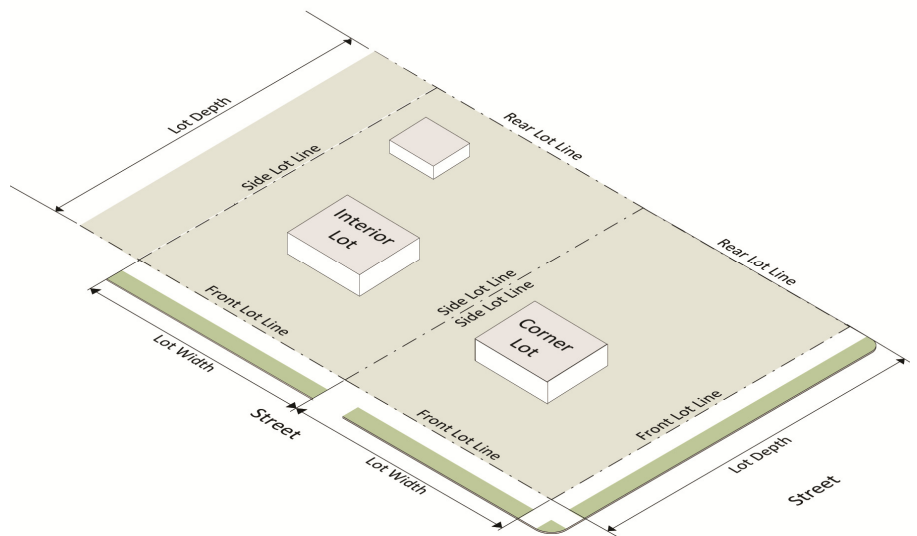 Lot Depth
Rear Lot Line
Side Lot Line
Interior
Lot
Rear Lot Line
Side Lot Line
Side Lot Line
Front Lot Line
Corner
Lot
Lot Width
Street
Front Lot Line
Front Lot Line
Lot Width
Lot Depth
Street